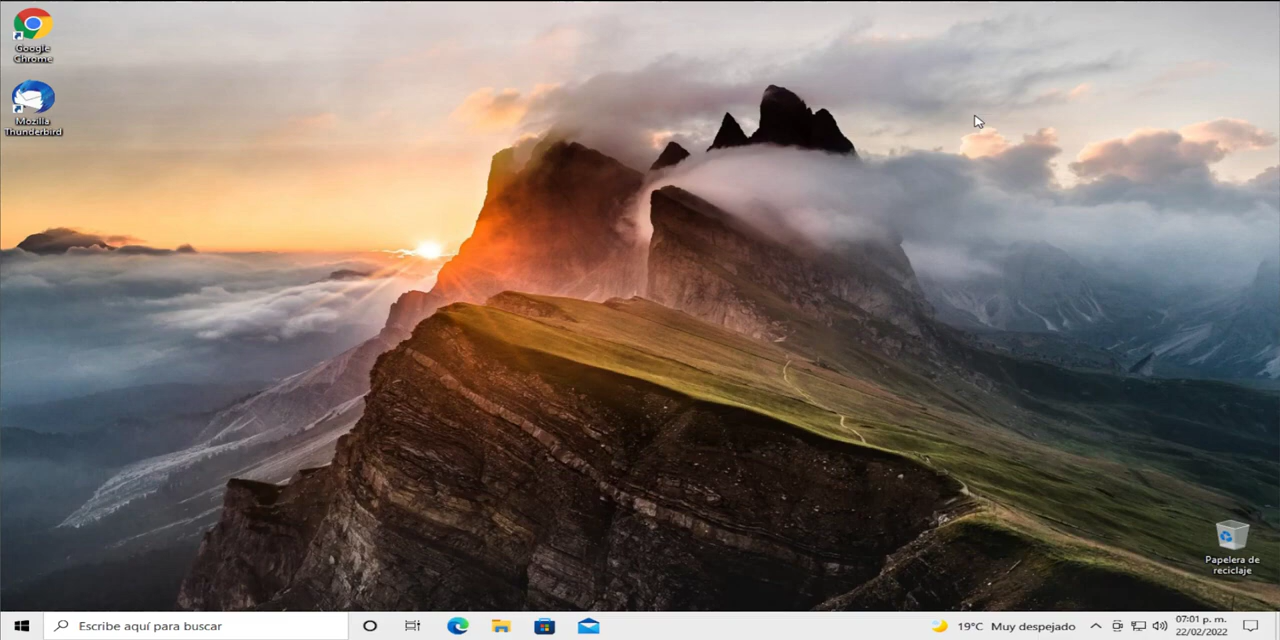 Google
Chrome
Mozilla
Thunderbird
Papelera de
reciclaje
Escribe aquí para buscar
19°C Muy despejado
07:01 p. m.
22/02/2022